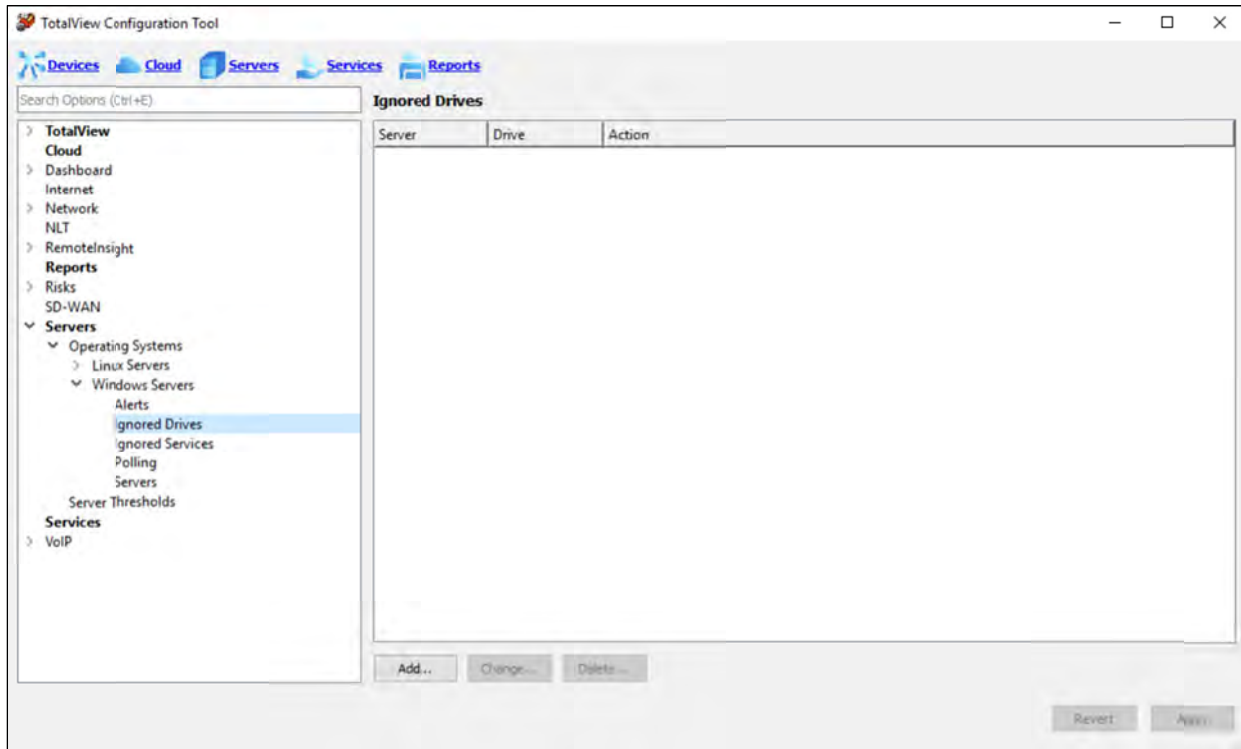 TotalView Configuration Tool
Devices Cloud Servers Services Reports
Search Options (Ctrl+E)
Ignored Drives
Server Drive Action
TotalView
Cloud
Dashboard
Internet
Network
NLT
RemoteInsight
Reports
Risks
SD-WAN
Servers
Operating Systems
Linux Servers
Windows Servers
Alerts
Ignored Drives
Ignored Services
Polling
Servers
Server Thresholds
Services
VoIP
Add... Change... Delete...
Revert Apply